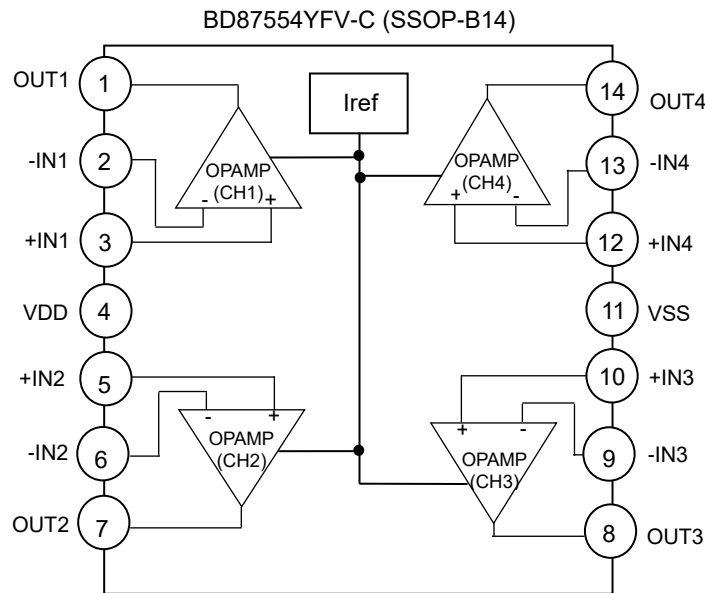 BD87554YFV-C (SSOP-B14)
OUT1
1
Iref
14
OUT4
-IN1
2
OPAMP
(CH1)
-
+
OPAMP
(CH4)
+
-
13
-IN4
+IN1
3
12
+IN4
VDD
4
11
VSS
+IN2
5
10
+IN3
-
+
OPAMP
(CH2)
+
-
OPAMP
(CH3)
-IN2
6
9
-IN3
OUT2
7
8
OUT3